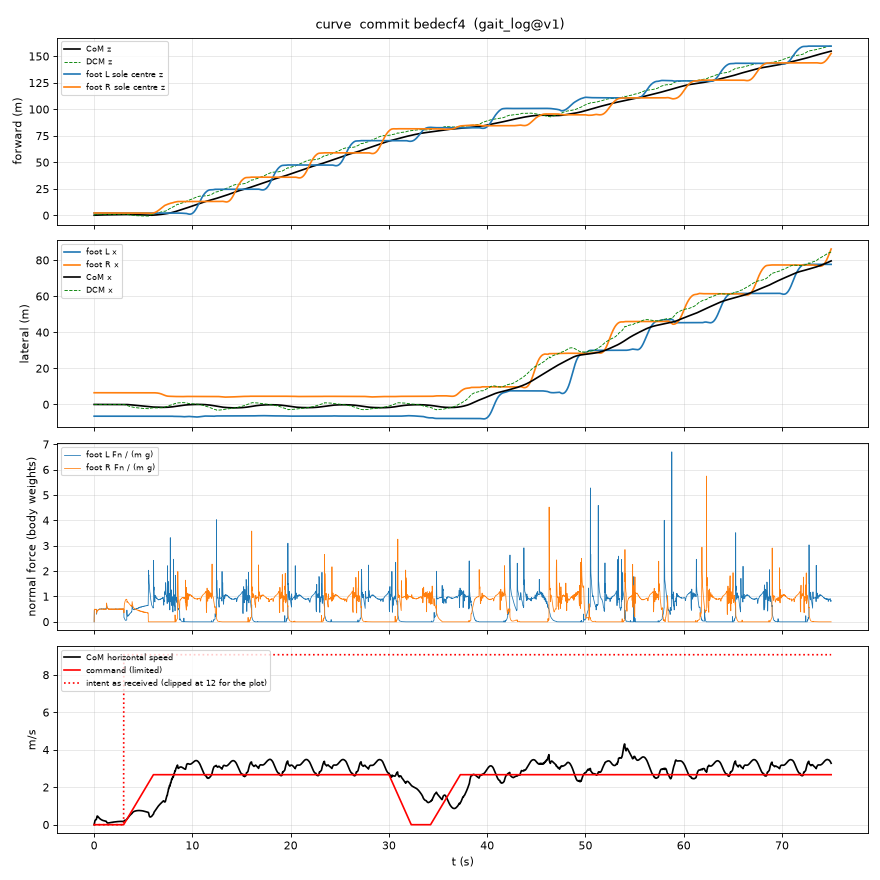 curve  commit bedecf4  (gait_log@v1)
forward (m)
150
125
100
75
50
25
0
CoM z
DCM z
foot L sole centre z
foot R sole centre z
lateral (m)
80
60
40
20
0
foot L x
foot R x
CoM x
DCM x
normal force (body weights)
7
6
5
4
3
2
1
0
foot L Fn / (m g)
foot R Fn / (m g)
m/s
8
6
4
2
0
CoM horizontal speed
command (limited)
intent as received (clipped at 12 for the plot)
0 10 20 30 40 50 60 70
t (s)